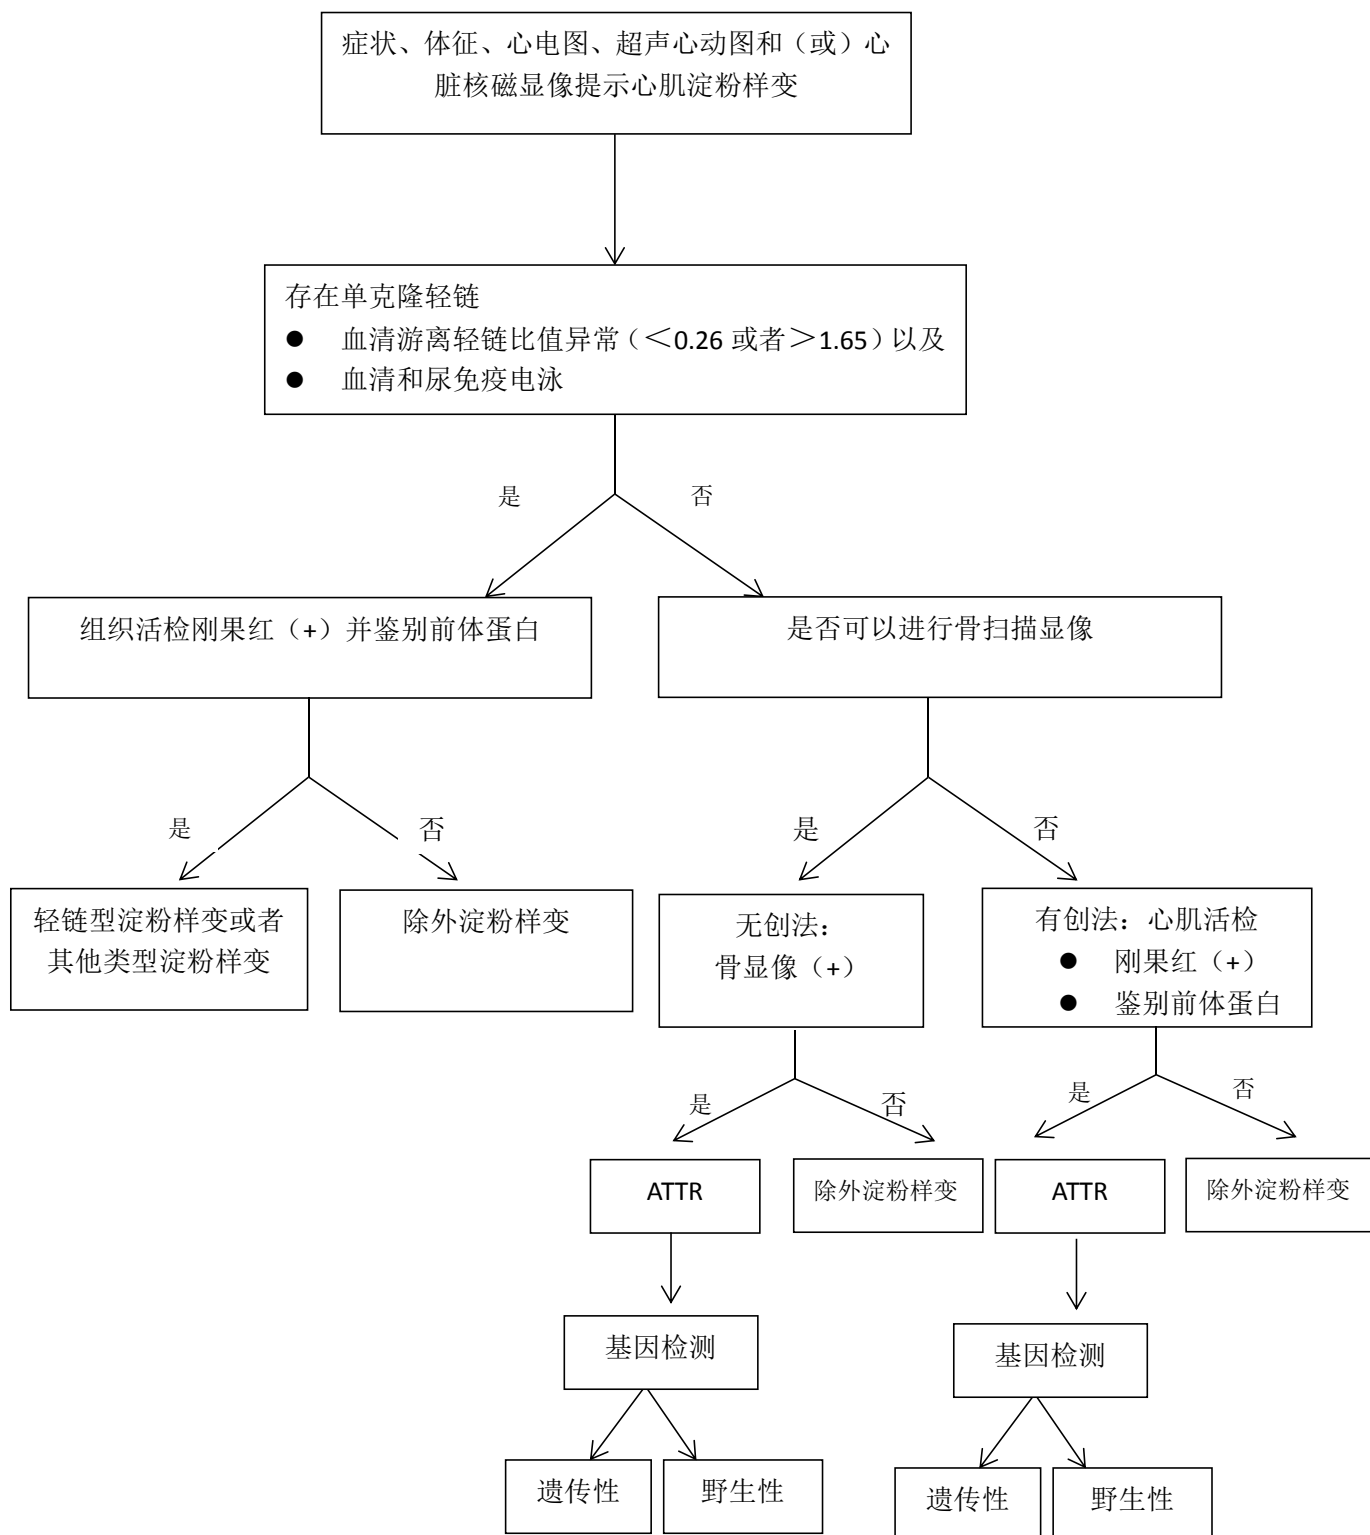 症状、体征、心电图、超声心动图和（或）心
脏核磁显像提示心肌淀粉样变
存在单克隆轻链
● 血清游离轻链比值异常（＜0.26 或者＞1.65）以及
● 血清和尿免疫电泳
是
否
组织活检刚果红（+）并鉴别前体蛋白
是否可以进行骨扫描显像
是
否
是
否
轻链型淀粉样变或者
其他类型淀粉样变
除外淀粉样变
无创法：
骨显像（+）
有创法：心肌活检
● 刚果红（+）
● 鉴别前体蛋白
是
否
是
否
ATTR
除外淀粉样变
ATTR
除外淀粉样变
基因检测
基因检测
遗传性
野生性
遗传性
野生性